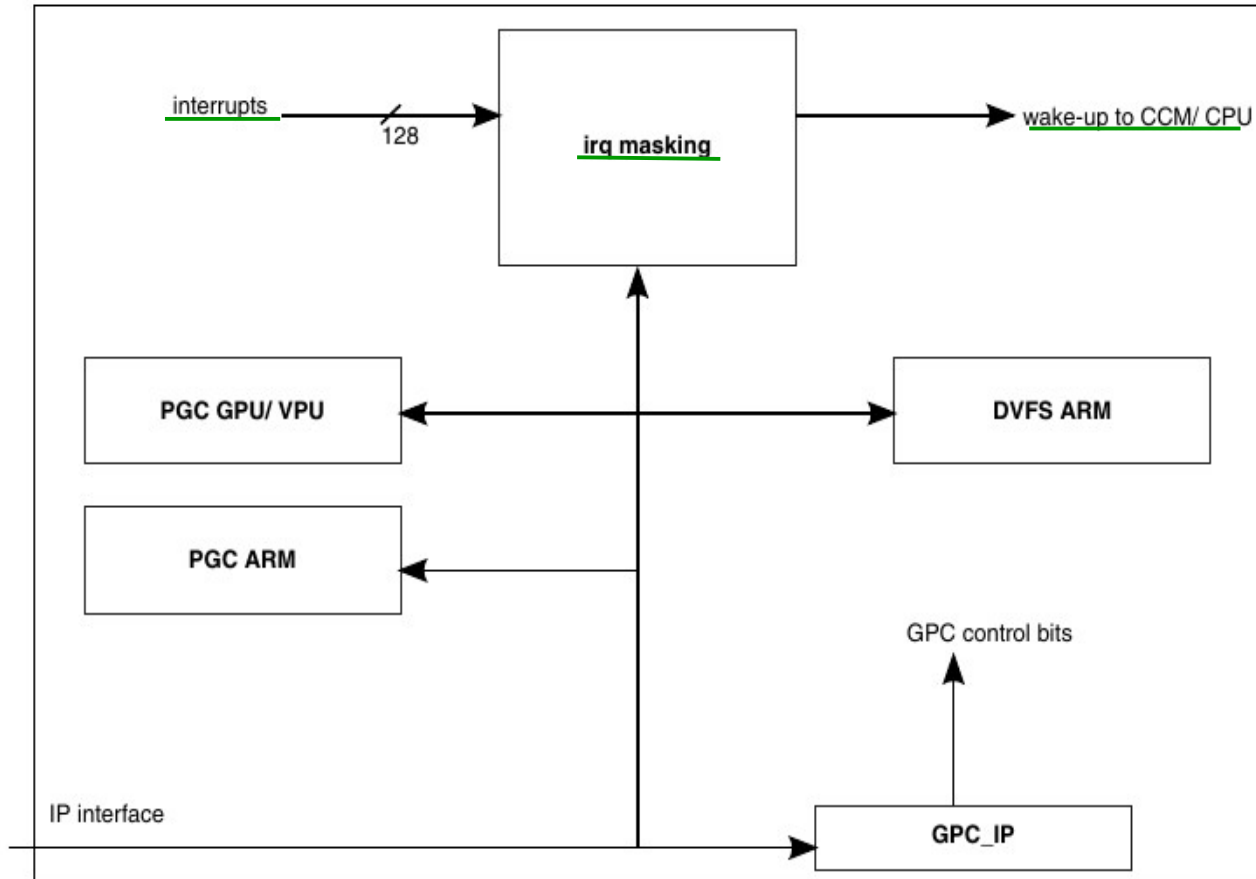 interrupts
128
irq masking
wake-up to CCM/ CPU
PGC GPU/ VPU
DVFS ARM
PGC ARM
GPC control bits
IP interface
GPC_IP